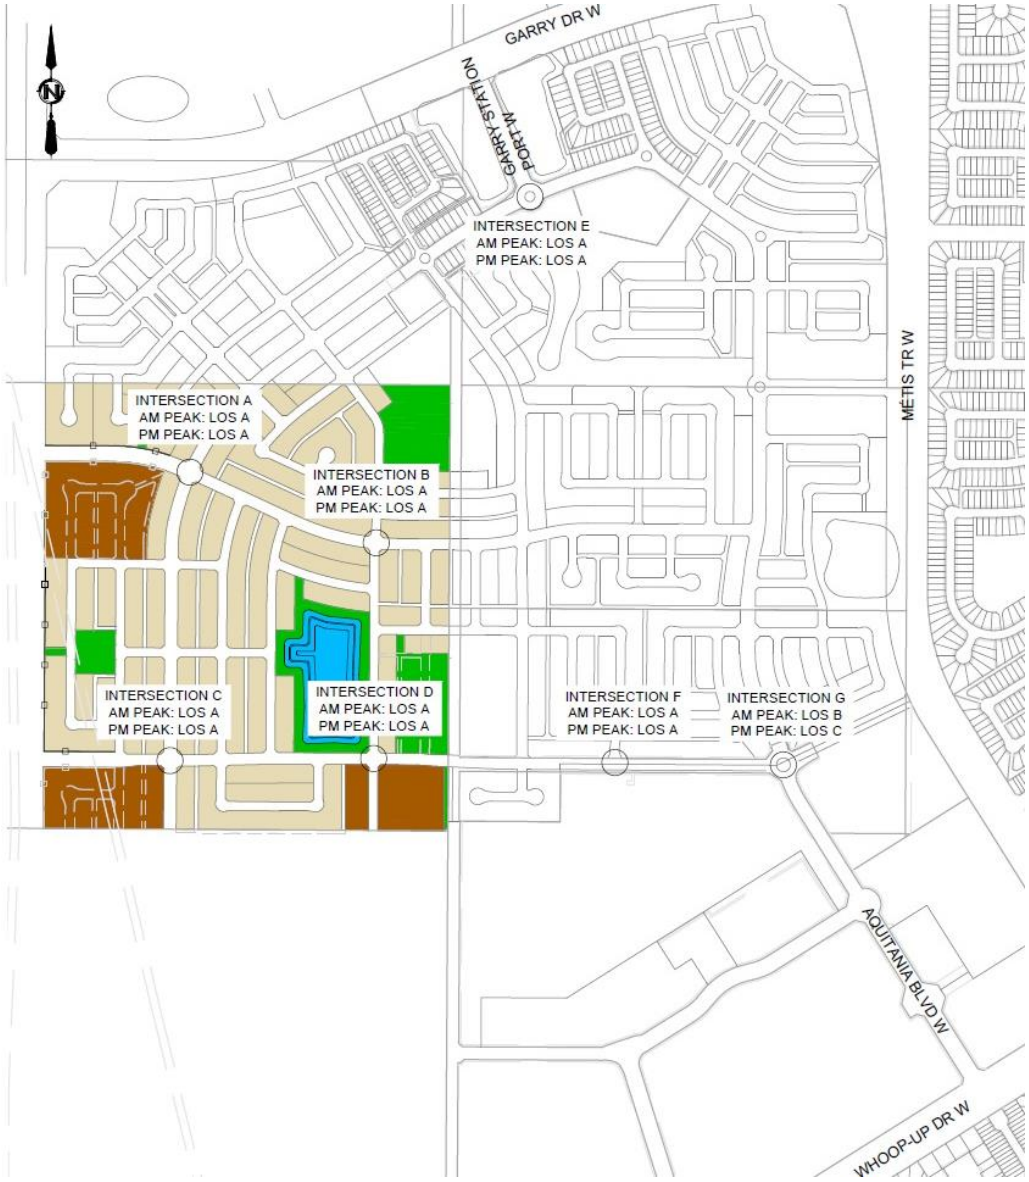 GARRY DR W
GARRY STATION
PORT W
N
INTERSECTION E
AM PEAK: LOS A
PM PEAK: LOS A
MÉTIS TR W
INTERSECTION A
AM PEAK: LOS A
PM PEAK: LOS A
INTERSECTION B
AM PEAK: LOS A
PM PEAK: LOS A
INTERSECTION C
AM PEAK: LOS A
PM PEAK: LOS A
INTERSECTION D
AM PEAK: LOS A
PM PEAK: LOS A
INTERSECTION F
AM PEAK: LOS A
PM PEAK: LOS A
INTERSECTION G
AM PEAK: LOS B
PM PEAK: LOS C
AQUITANIA BLVD W
WHOOP-UP DR W